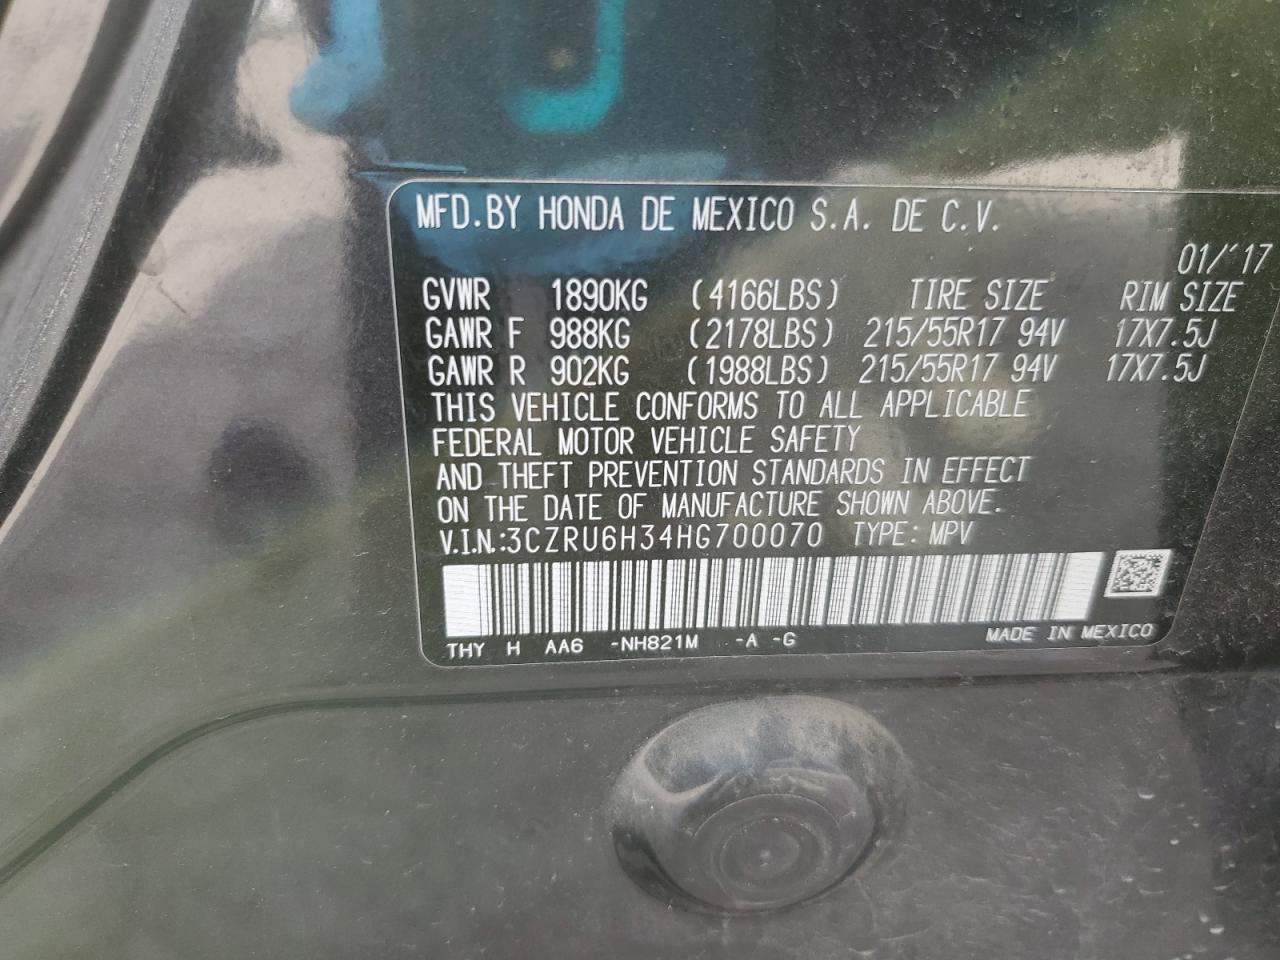 MFD.BY HONDA DE MEXICO S.A. DE C.V.
01/'17
GVWR 1890KG (4166LBS) TIRE SIZE RIM SIZE
GAWR F 988KG (2178LBS) 215/55R17 94V 17X7.5J
GAWR R 902KG (1988LBS) 215/55R17 94V 17X7.5J
THIS VEHICLE CONFORMS TO ALL APPLICABLE
FEDERAL MOTOR VEHICLE SAFETY
AND THEFT PREVENTION STANDARDS IN EFFECT
ON THE DATE OF MANUFACTURE SHOWN ABOVE.
V.I.N.:3CZRU6H34HG700070 TYPE: MPV
THY H AA6 -NH821M -A -G MADE IN MEXICO